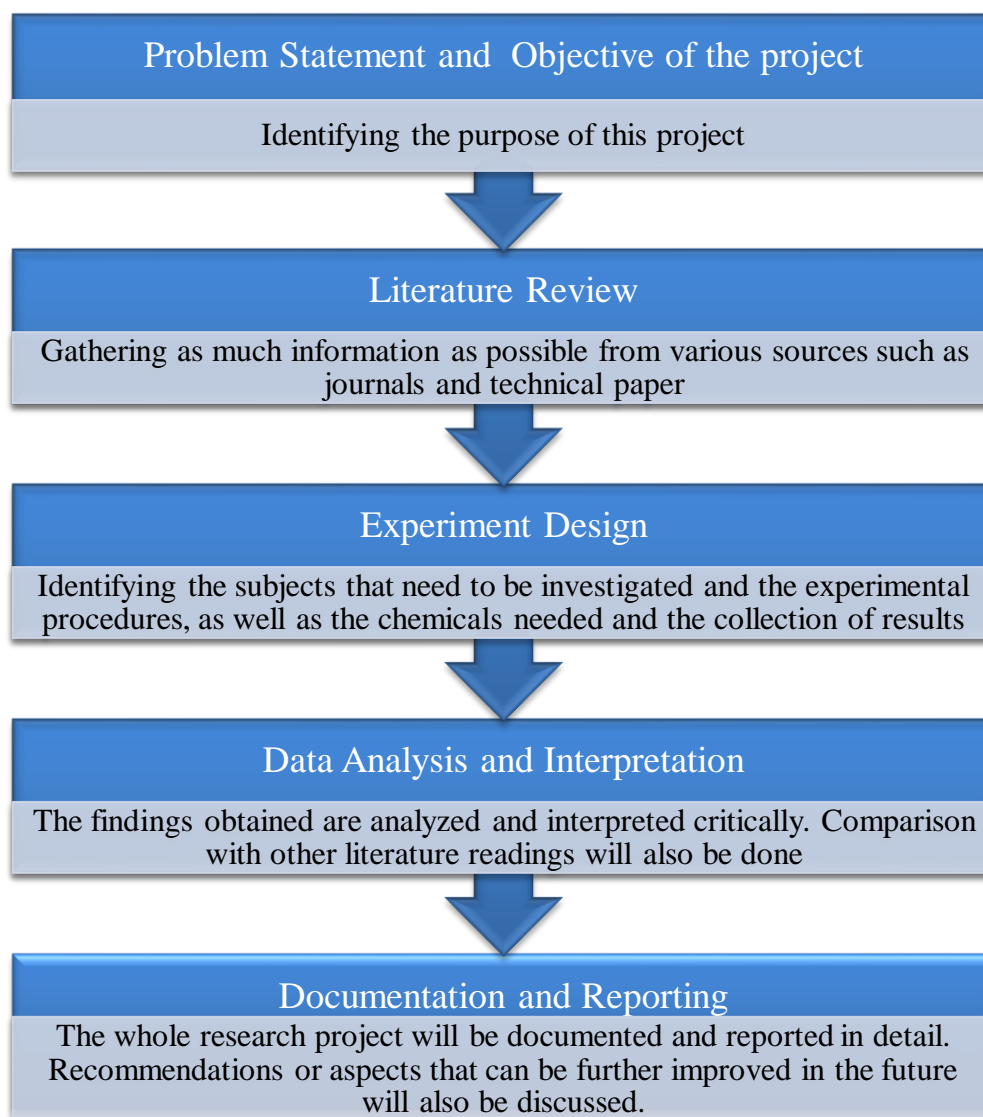 Problem Statement and  Objective of the project
Identifying the purpose of this project
Literature Review
Gathering as much information as possible from various sources such as
journals and technical paper
Experiment Design
Identifying the subjects that need to be investigated and the experimental
procedures, as well as the chemicals needed and the collection of results
Data Analysis and Interpretation
The findings obtained are analyzed and interpreted critically. Comparison
with other literature readings will also be done
Documentation and Reporting
The whole research project will be documented and reported in detail.
Recommendations or aspects that can be further improved in the future
will also be discussed.